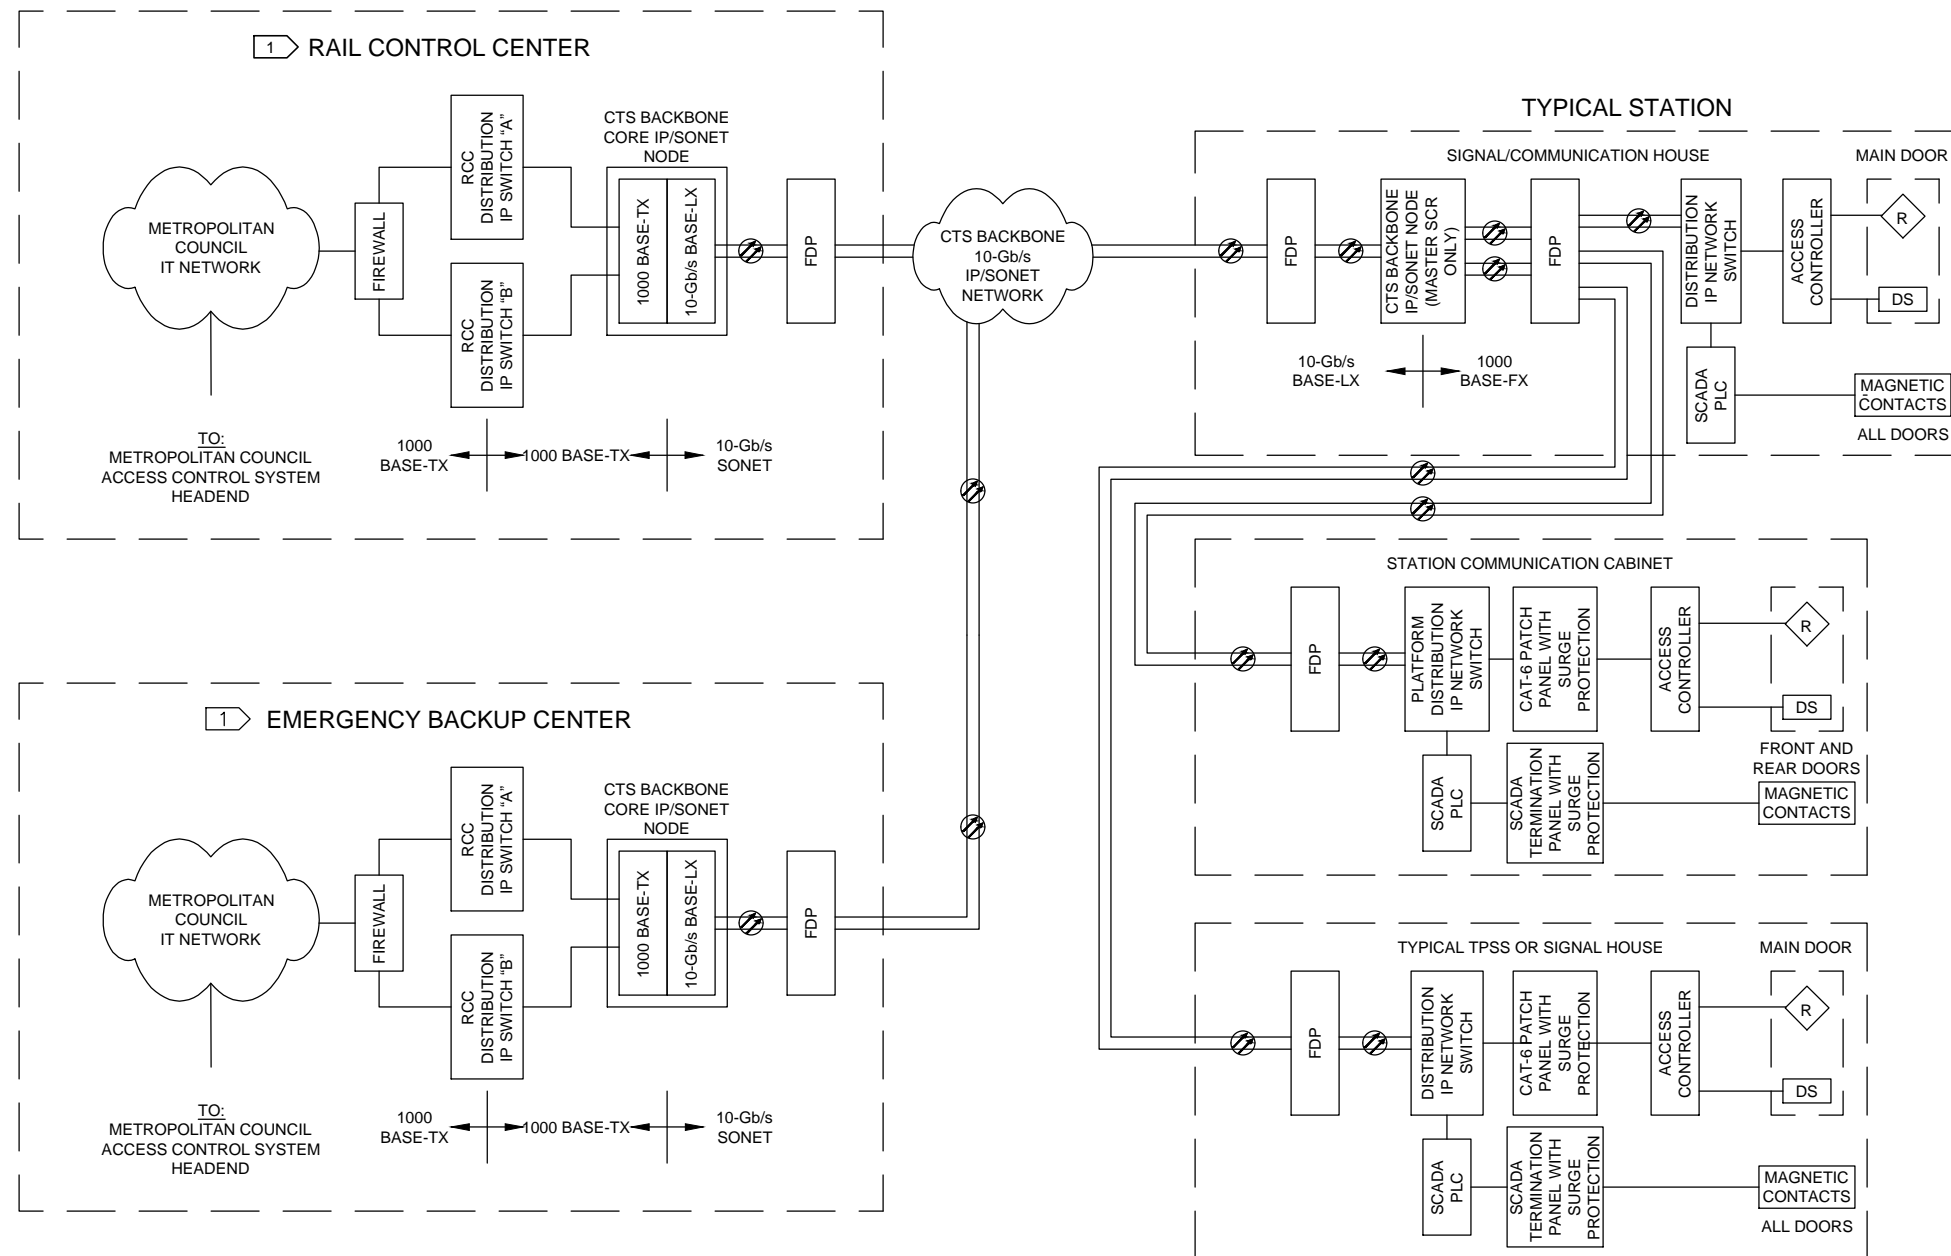 1 RAIL CONTROL CENTER
METROPOLITAN
COUNCIL
IT NETWORK
FIREWALL
RCC
DISTRIBUTION
IP SWITCH "A"
RCC
DISTRIBUTION
IP SWITCH "B"
CTS BACKBONE
CORE IP/SONET
NODE
1000 BASE-TX
10-Gb/s BASE-LX
FDP
TO:
METROPOLITAN COUNCIL
ACCESS CONTROL SYSTEM
HEADEND
1000
BASE-TX
1000 BASE-TX
10-Gb/s
SONET
CTS BACKBONE
10-Gb/s
IP/SONET
NETWORK
1 EMERGENCY BACKUP CENTER
METROPOLITAN
COUNCIL
IT NETWORK
FIREWALL
RCC
DISTRIBUTION
IP SWITCH "A"
RCC
DISTRIBUTION
IP SWITCH "B"
CTS BACKBONE
CORE IP/SONET
NODE
1000 BASE-TX
10-Gb/s BASE-LX
FDP
TO:
METROPOLITAN COUNCIL
ACCESS CONTROL SYSTEM
HEADEND
1000
BASE-TX
1000 BASE-TX
10-Gb/s
SONET
TYPICAL STATION
SIGNAL/COMMUNICATION HOUSE
MAIN DOOR
FDP
CTS BACKBONE
IP/SONET NODE
(MASTER SCR
ONLY)
FDP
DISTRIBUTION
IP NETWORK
SWITCH
ACCESS
CONTROLLER
R
DS
10-Gb/s
BASE-LX
1000
BASE-FX
SCADA
PLC
MAGNETIC
CONTACTS
ALL DOORS
STATION COMMUNICATION CABINET
FDP
PLATFORM
DISTRIBUTION
IP NETWORK
SWITCH
CAT-6 PATCH
PANEL WITH
SURGE
PROTECTION
ACCESS
CONTROLLER
R
DS
FRONT AND
REAR DOORS
SCADA
PLC
SCADA
TERMINATION
PANEL WITH
SURGE
PROTECTION
MAGNETIC
CONTACTS
TYPICAL TPSS OR SIGNAL HOUSE
MAIN DOOR
FDP
DISTRIBUTION
IP NETWORK
SWITCH
CAT-6 PATCH
PANEL WITH
SURGE
PROTECTION
ACCESS
CONTROLLER
R
DS
SCADA
PLC
SCADA
TERMINATION
PANEL WITH
SURGE
PROTECTION
MAGNETIC
CONTACTS
ALL DOORS